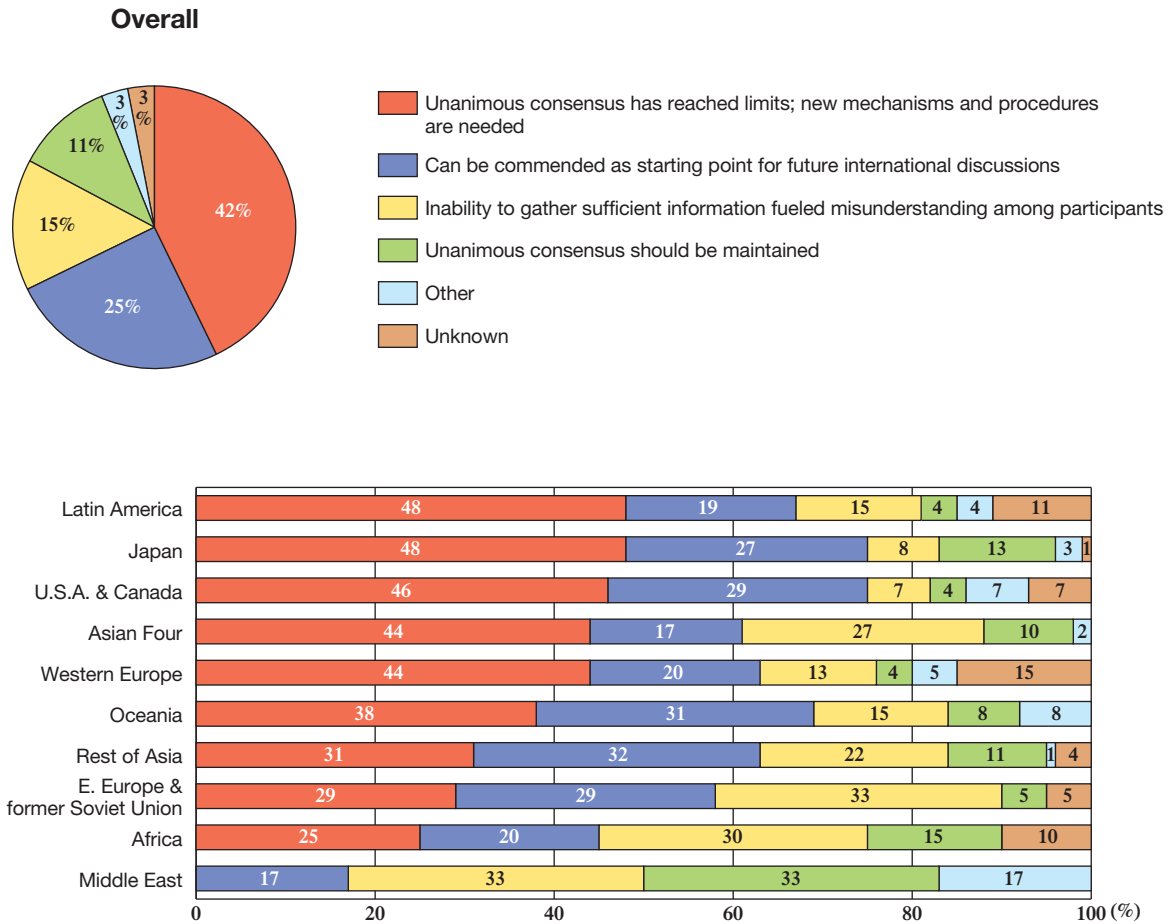 Overall
3
%
3
%
11%
15%
25%
42%
Unanimous consensus has reached limits; new mechanisms and procedures
are needed
Can be commended as starting point for future international discussions
Inability to gather sufficient information fueled misunderstanding among participants
Unanimous consensus should be maintained
Other
Unknown
Latin America 48 19 15 4 4 11
Japan 48 27 8 13 3 1
U.S.A. & Canada 46 29 7 4 7 7
Asian Four 44 17 27 10 2
Western Europe 44 20 13 4 5 15
Oceania 38 31 15 8 8
Rest of Asia 31 32 22 11 1 4
E. Europe &
former Soviet Union 29 29 33 5 5
Africa 25 20 30 15 10
Middle East 17 33 33 17
0 20 40 60 80 100 (%)